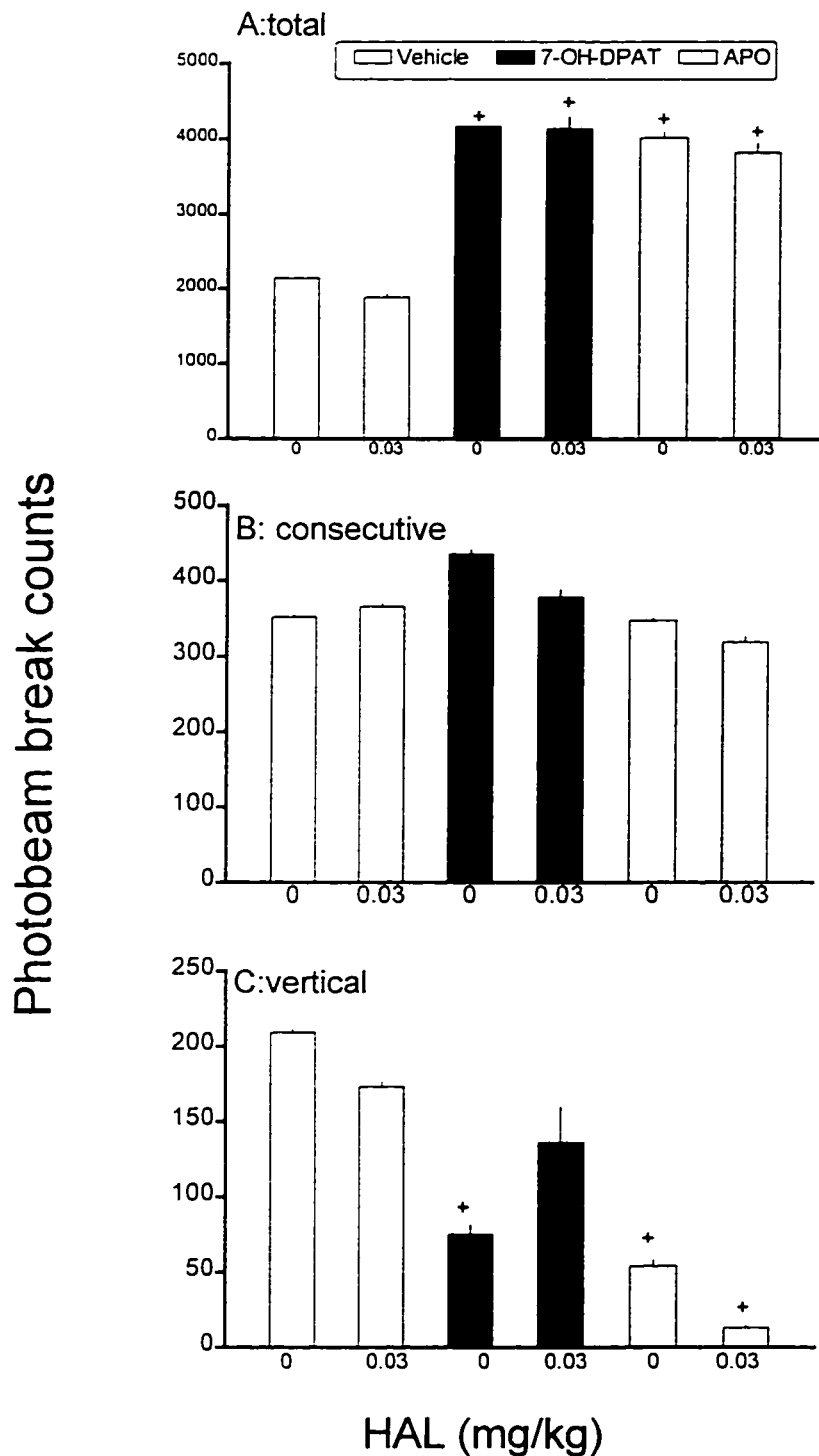 A:total
Vehicle 7-OH-DPAT APO
5000
4000
3000
2000
1000
0
+ + + +
0 0.03 0 0.03 0 0.03
Photobeam break counts
B: consecutive
500
400
300
200
100
0
0 0.03 0 0.03 0 0.03
C:vertical
250
200
150
100
50
0
+ + +
0 0.03 0 0.03 0 0.03
HAL (mg/kg)